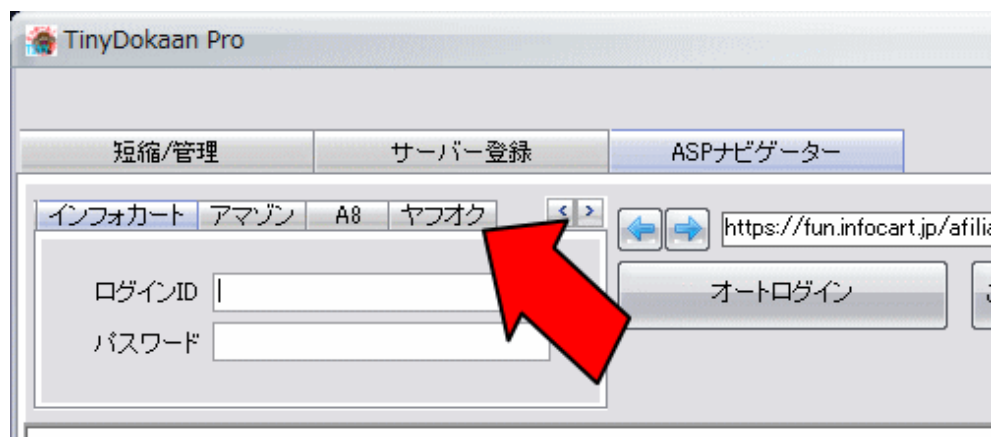 TinyDokaan Pro
短縮/管理 サーバー登録 ASPナビゲーター
インフォカート アマゾン A8 ヤフオク
https://fun.infocart.jp/afilia
ログインID
オートログイン
パスワード